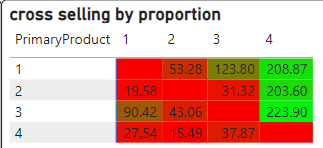 cross selling by proportion
PrimaryProduct 1 2 3 4
1 53.28 123.80 208.87
2 19.58 31.32 203.60
3 90.42 43.06 223.90
4 27.54 15.49 37.87